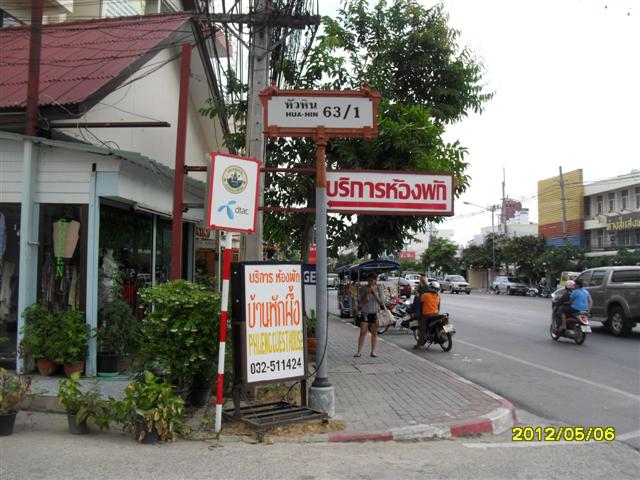 หัวหิน
HUA-HIN 63/1
บริการห้องพัก
dtac
บริการ ห้องพัก
บ้านพักผึ้ง
PHUENG GUESTHOUSE
032-511424
GREEN
2012/05/06